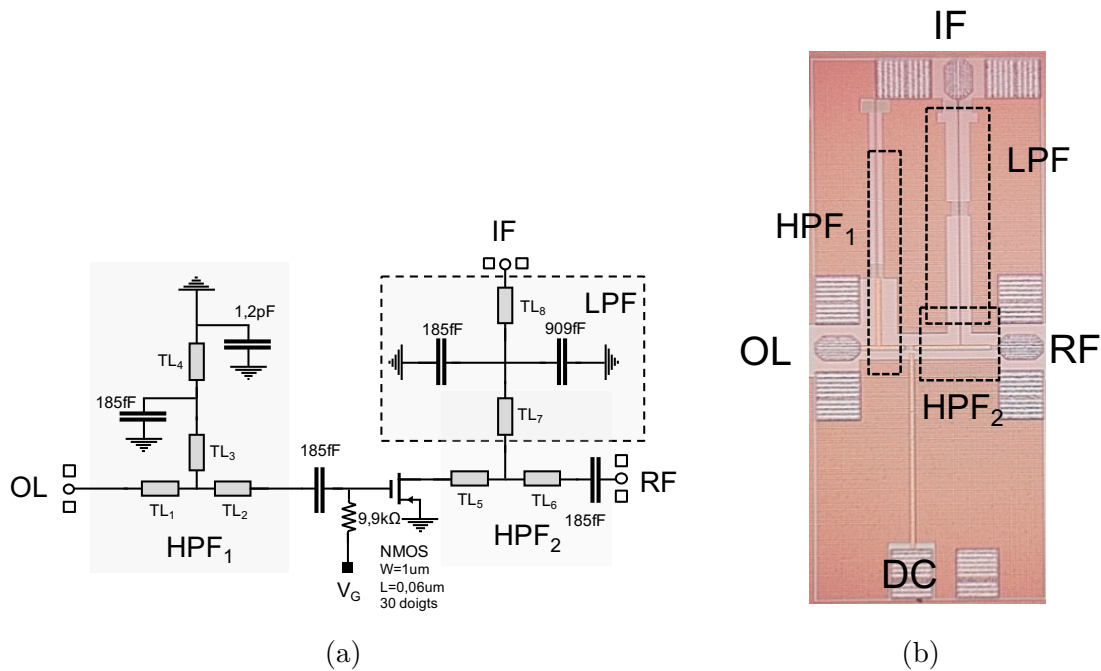 IF
LPF
TL8
185fF
909fF
TL7
1,2pF
TL4
185fF
TL3
OL
TL1
TL2
HPF1
185fF
9,9kΩ
VG
NMOS
W=1um
L=0,06um
30 doigts
TL5
TL6
185fF
RF
HPF2
(a)
IF
LPF
HPF1
OL
RF
HPF2
DC
(b)